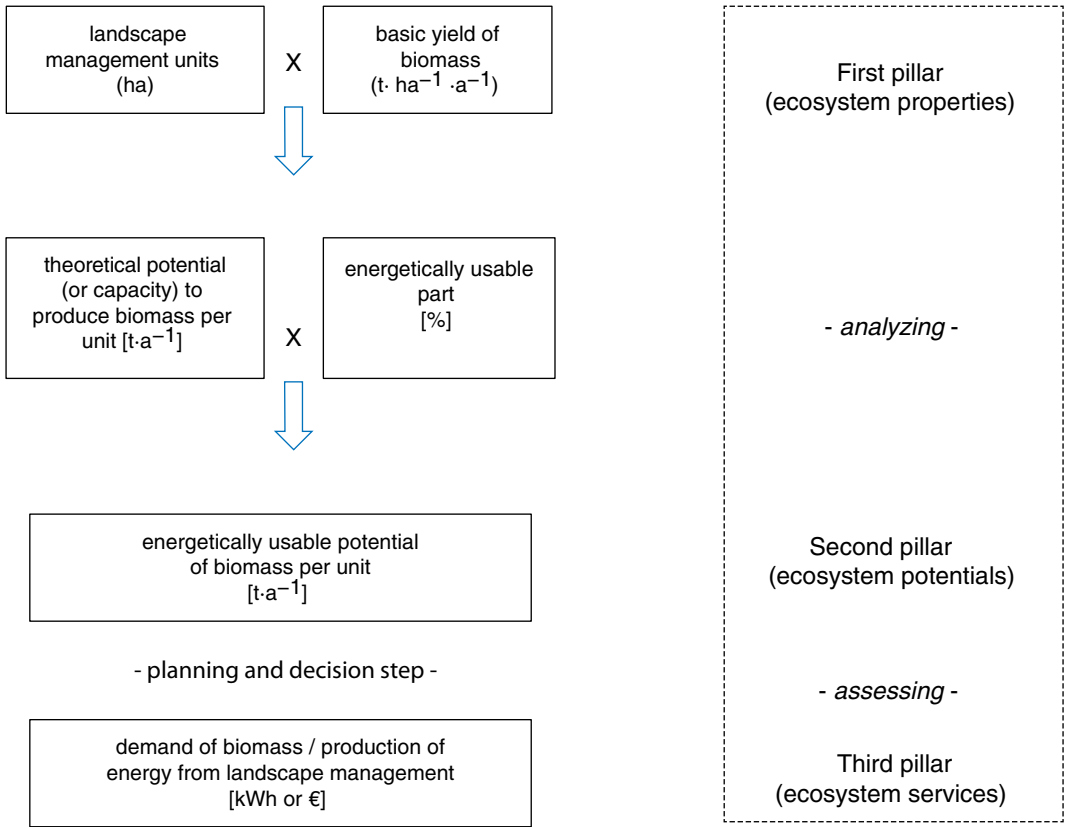 landscape
management units
(ha)
X
basic yield of
biomass
(t· ha⁻¹ ·a⁻¹)
First pillar
(ecosystem properties)
theoretical potential
(or capacity) to
produce biomass per
unit [t·a⁻¹]
X
energetically usable
part
[%]
- analyzing -
energetically usable potential
of biomass per unit
[t·a⁻¹]
Second pillar
(ecosystem potentials)
- planning and decision step -
- assessing -
demand of biomass / production of
energy from landscape management
[kWh or €]
Third pillar
(ecosystem services)